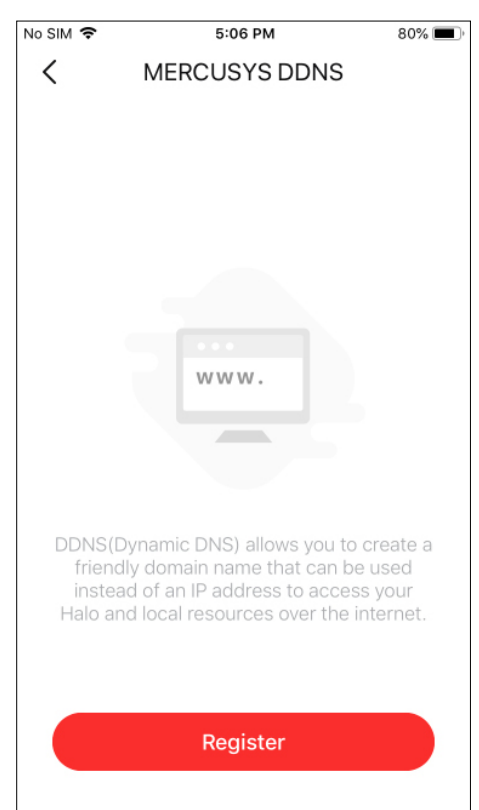 No SIM 5:06 PM 80%
MERCUSYS DDNS
www.
DDNS(Dynamic DNS) allows you to create a
friendly domain name that can be used
instead of an IP address to access your
Halo and local resources over the internet.
Register